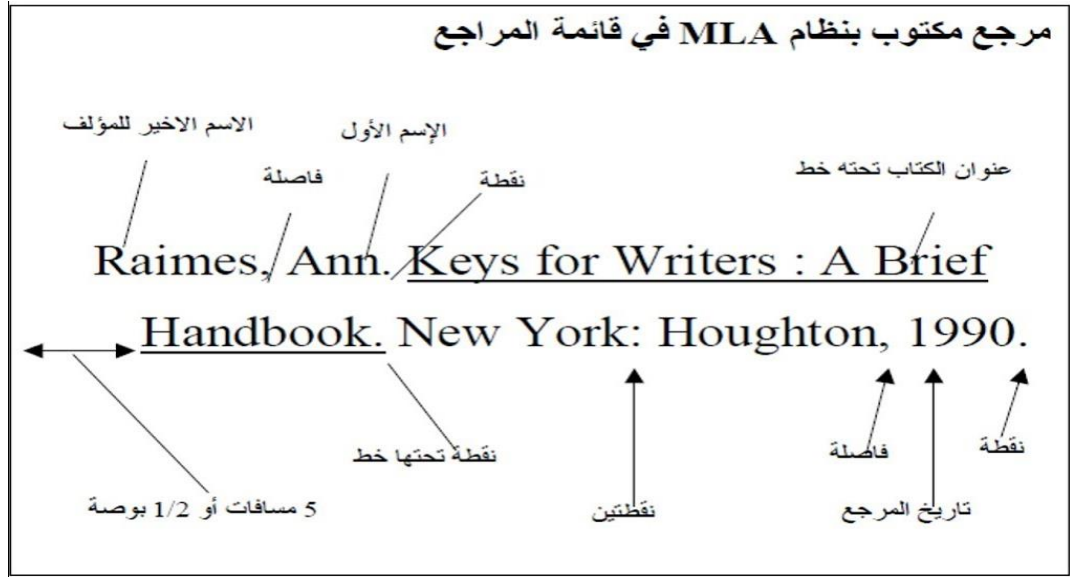 مرجع مكتوب بنظام MLA في قائمة المراجع
الاسم الاخير للمؤلف
الإسم الأول
فاصلة
نقطة
عنوان الكتاب تحته خط
Raimes, Ann. Keys for Writers : A Brief
Handbook. New York: Houghton, 1990.
5 مسافات أو 1/2 بوصة
نقطة تحتها خط
نقطتين
فاصلة
تاريخ المرجع
نقطة